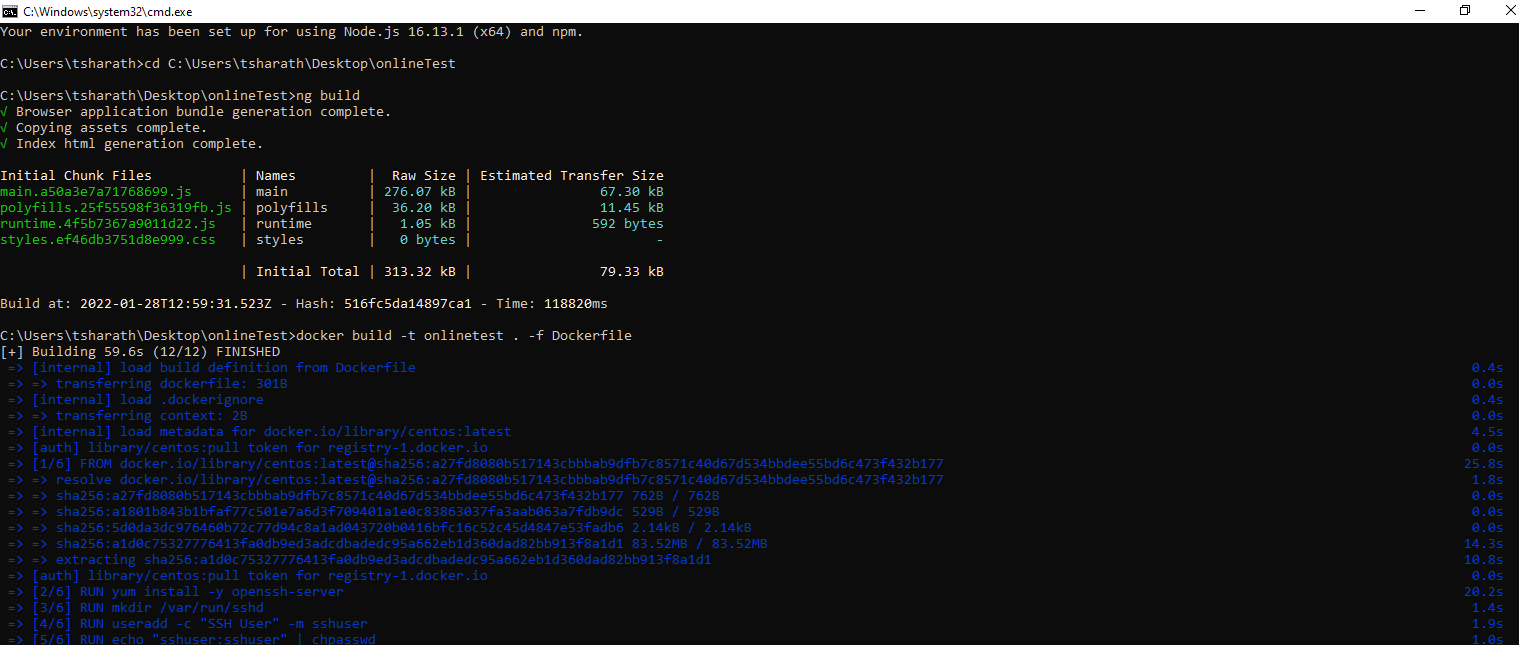 C:\Windows\system32\cmd.exe
Your environment has been set up for using Node.js 16.13.1 (x64) and npm.
C:\Users\tsharath>cd C:\Users\tsharath\Desktop\onlineTest
C:\Users\tsharath\Desktop\onlineTest>ng build
√ Browser application bundle generation complete.
√ Copying assets complete.
√ Index html generation complete.
Initial Chunk Files | Names | Raw Size | Estimated Transfer Size
main.a50a3e7a71768699.js | main | 276.07 kB | 67.30 kB
polyfills.25f55598f36319fb.js | polyfills | 36.20 kB | 11.45 kB
runtime.4f5b7367a9011d22.js | runtime | 1.05 kB | 592 bytes
styles.ef46db3751d8e999.css | styles | 0 bytes | -
| Initial Total | 313.32 kB | 79.33 kB
Build at: 2022-01-28T12:59:31.523Z - Hash: 516fc5da14897ca1 - Time: 118820ms
C:\Users\tsharath\Desktop\onlineTest>docker build -t onlinetest . -f Dockerfile
[+] Building 59.6s (12/12) FINISHED
=> [internal] load build definition from Dockerfile 0.4s
=> => transferring dockerfile: 301B 0.0s
=> [internal] load .dockerignore 0.4s
=> => transferring context: 2B 0.0s
=> [internal] load metadata for docker.io/library/centos:latest 4.5s
=> [auth] library/centos:pull token for registry-1.docker.io 0.0s
=> [1/6] FROM docker.io/library/centos:latest@sha256:a27fd8080b517143cbbbab9dfb7c8571c40d67d534bbdee55bd6c473f432b177 25.8s
=> => resolve docker.io/library/centos:latest@sha256:a27fd8080b517143cbbbab9dfb7c8571c40d67d534bbdee55bd6c473f432b177 1.8s
=> => sha256:a27fd8080b517143cbbbab9dfb7c8571c40d67d534bbdee55bd6c473f432b177 762B / 762B 0.0s
=> => sha256:a1801b843b1bfaf77c501e7a6d3f709401a1e0c83863037fa3aab063a7fdb9dc 529B / 529B 0.0s
=> => sha256:5d0da3dc976460b72c77d94c8a1ad043720b0416bfc16c52c45d4847e53fadb6 2.14kB / 2.14kB 0.0s
=> => sha256:a1d0c75327776413fa0db9ed3adcdbadedc95a662eb1d360dad82bb913f8a1d1 83.52MB / 83.52MB 14.3s
=> => extracting sha256:a1d0c75327776413fa0db9ed3adcdbadedc95a662eb1d360dad82bb913f8a1d1 10.8s
=> [auth] library/centos:pull token for registry-1.docker.io 0.0s
=> [2/6] RUN yum install -y openssh-server 20.2s
=> [3/6] RUN mkdir /var/run/sshd 1.4s
=> [4/6] RUN useradd -c "SSH User" -m sshuser 1.9s
=> [5/6] RUN echo "sshuser:sshuser" | chpasswd 1.0s